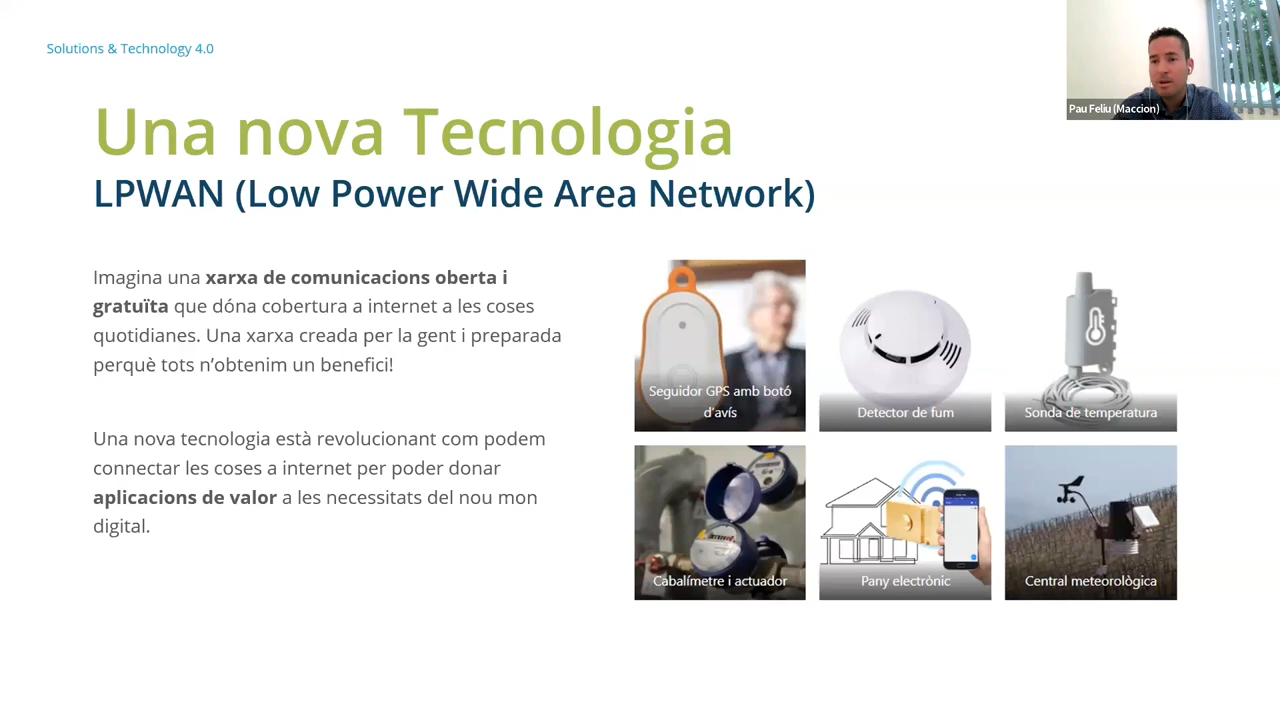 Solutions & Technology 4.0
Pau Feliu (Maccion)
Una nova Tecnologia
LPWAN (Low Power Wide Area Network)
Imagina una xarxa de comunicacions oberta i
gratuïta que dóna cobertura a internet a les coses
quotidianes. Una xarxa creada per la gent i preparada
perquè tots n'obtenim un benefici!
Una nova tecnologia està revolucionant com podem
connectar les coses a internet per poder donar
aplicacions de valor a les necessitats del nou mon
digital.
Seguidor GPS amb botó
d'avís
Detector de fum
Sonda de temperatura
Cabalímetre i actuador
Pany electrònic
Central meteorològica